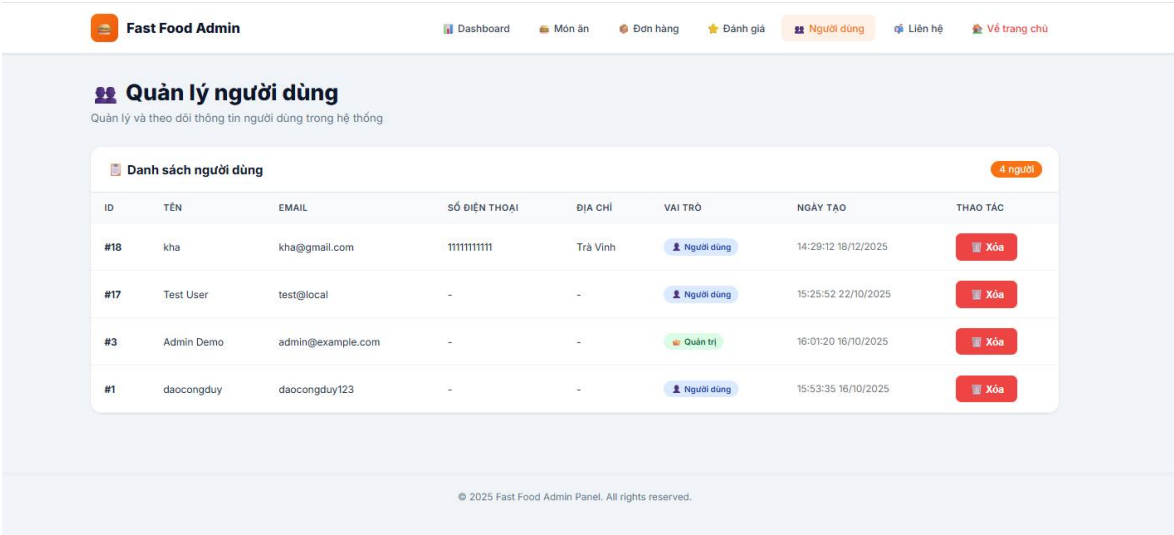 Fast Food Admin Dashboard Món ăn Đơn hàng Đánh giá Người dùng Liên hệ Về trang chủ
Quản lý người dùng
Quản lý và theo dõi thông tin người dùng trong hệ thống
Danh sách người dùng 4 người
ID TÊN EMAIL SỐ ĐIỆN THOẠI ĐỊA CHỈ VAI TRÒ NGÀY TẠO THAO TÁC
#18 kha kha@gmail.com 11111111111 Trà Vinh Người dùng 14:29:12 18/12/2025 Xóa
#17 Test User test@local - - Người dùng 15:25:52 22/10/2025 Xóa
#3 Admin Demo admin@example.com - - Quản trị 16:01:20 16/10/2025 Xóa
#1 daocongduy daocongduy123 - - Người dùng 15:53:35 16/10/2025 Xóa
© 2025 Fast Food Admin Panel. All rights reserved.